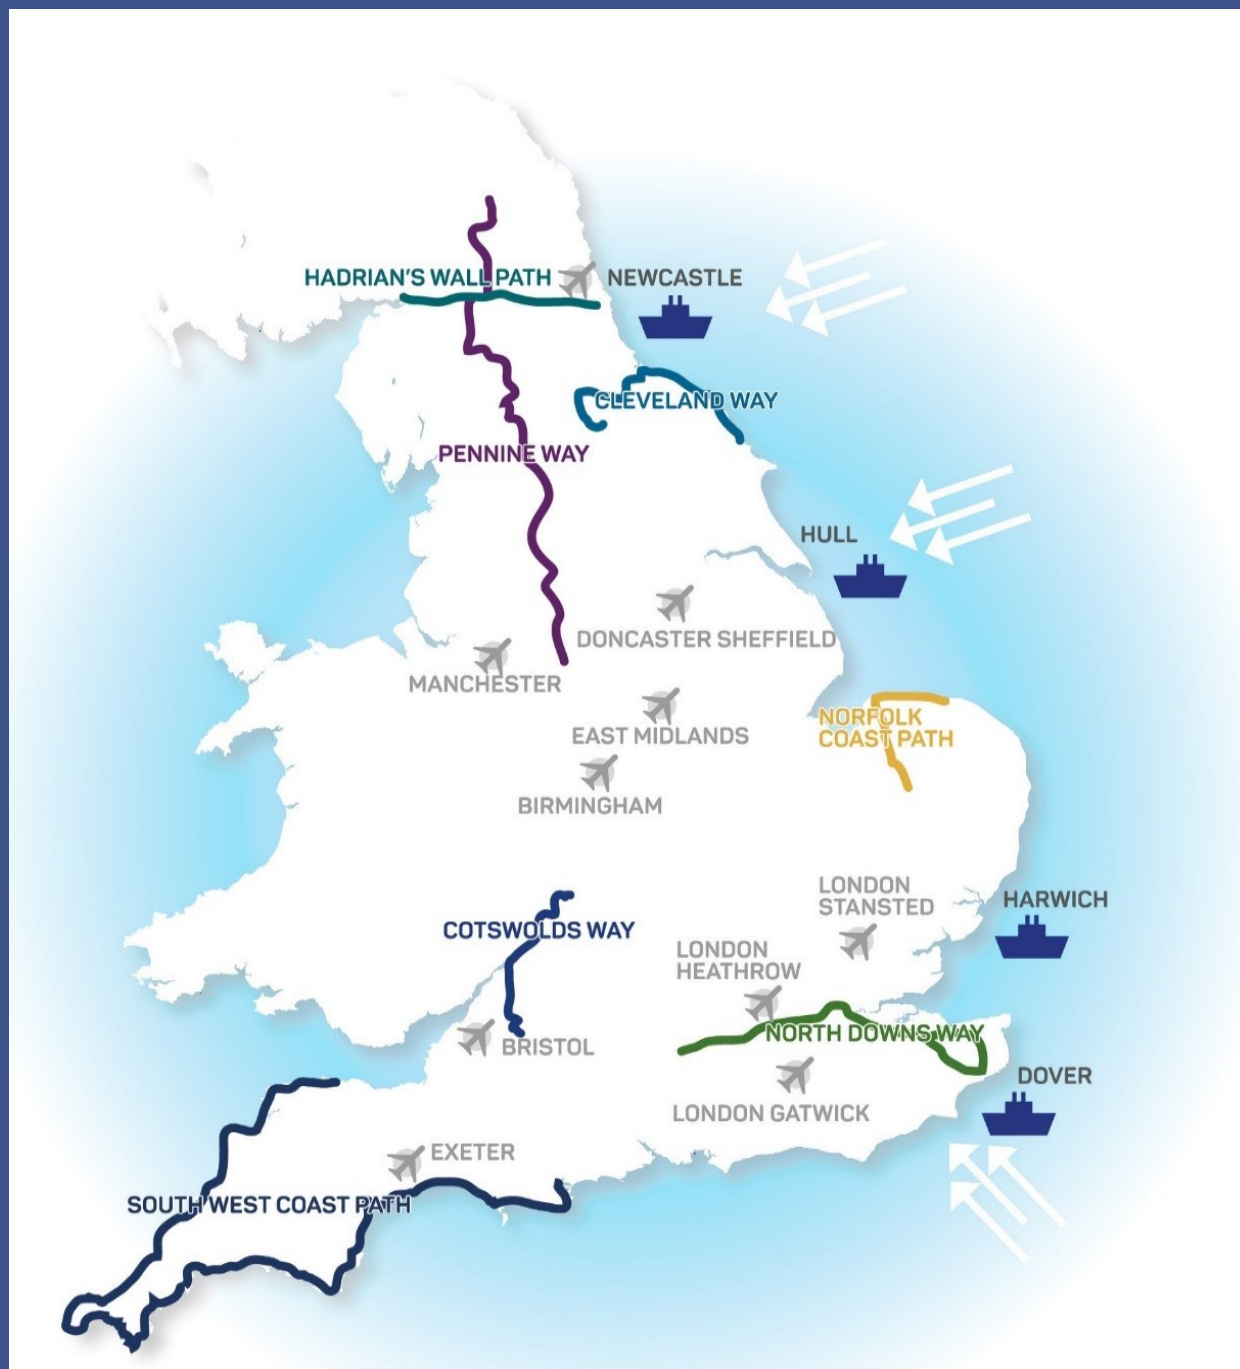 HADRIAN'S WALL PATH
NEWCASTLE
CLEVELAND WAY
PENNINE WAY
HULL
DONCASTER SHEFFIELD
MANCHESTER
NORFOLK
COAST PATH
EAST MIDLANDS
BIRMINGHAM
LONDON
STANSTED
HARWICH
COTSWOLDS WAY
LONDON
HEATHROW
NORTH DOWNS WAY
BRISTOL
DOVER
LONDON GATWICK
EXETER
SOUTH WEST COAST PATH